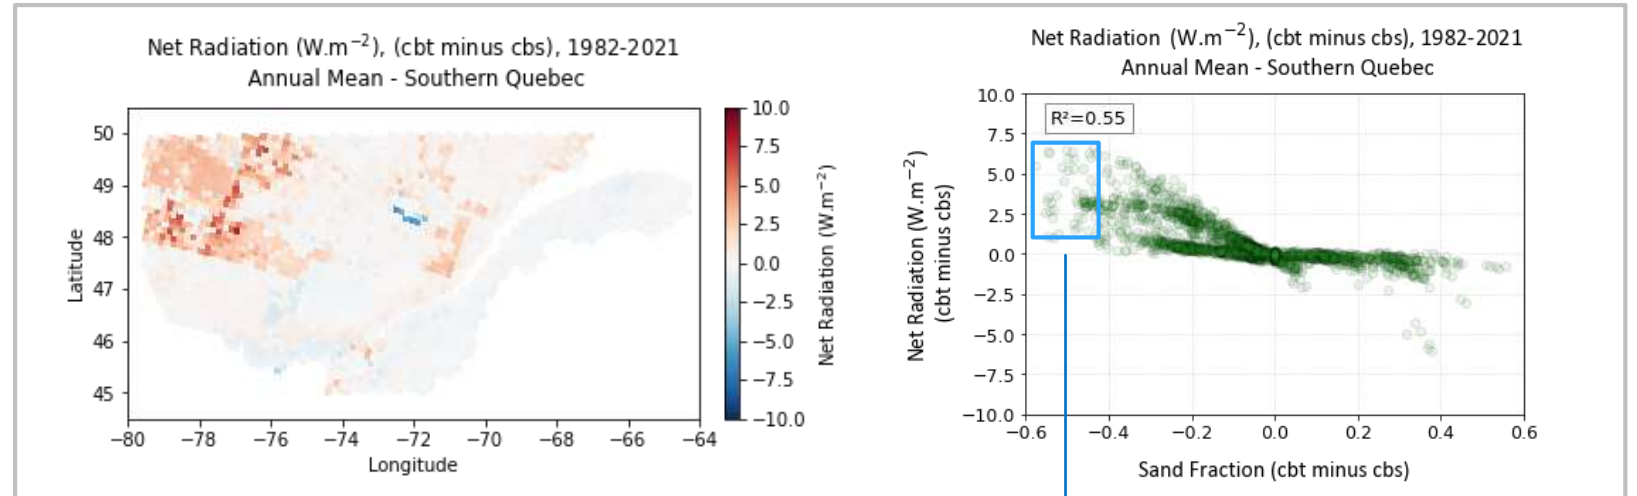 Net Radiation (W.m⁻²), (cbt minus cbs), 1982-2021
Annual Mean - Southern Quebec
50
49
48
47
46
45
Latitude
−80 −78 −76 −74 −72 −70 −68 −66 −64
Longitude
10.0
7.5
5.0
2.5
0.0
−2.5
−5.0
−7.5
−10.0
Net Radiation (W.m⁻²)
Net Radiation (W.m⁻²), (cbt minus cbs), 1982-2021
Annual Mean - Southern Quebec
R²=0.55
10.0
7.5
5.0
2.5
0.0
−2.5
−5.0
−7.5
−10.0
Net Radiation (W.m⁻²)
(cbt minus cbs)
−0.6 −0.4 −0.2 0.0 0.2 0.4 0.6
Sand Fraction (cbt minus cbs)